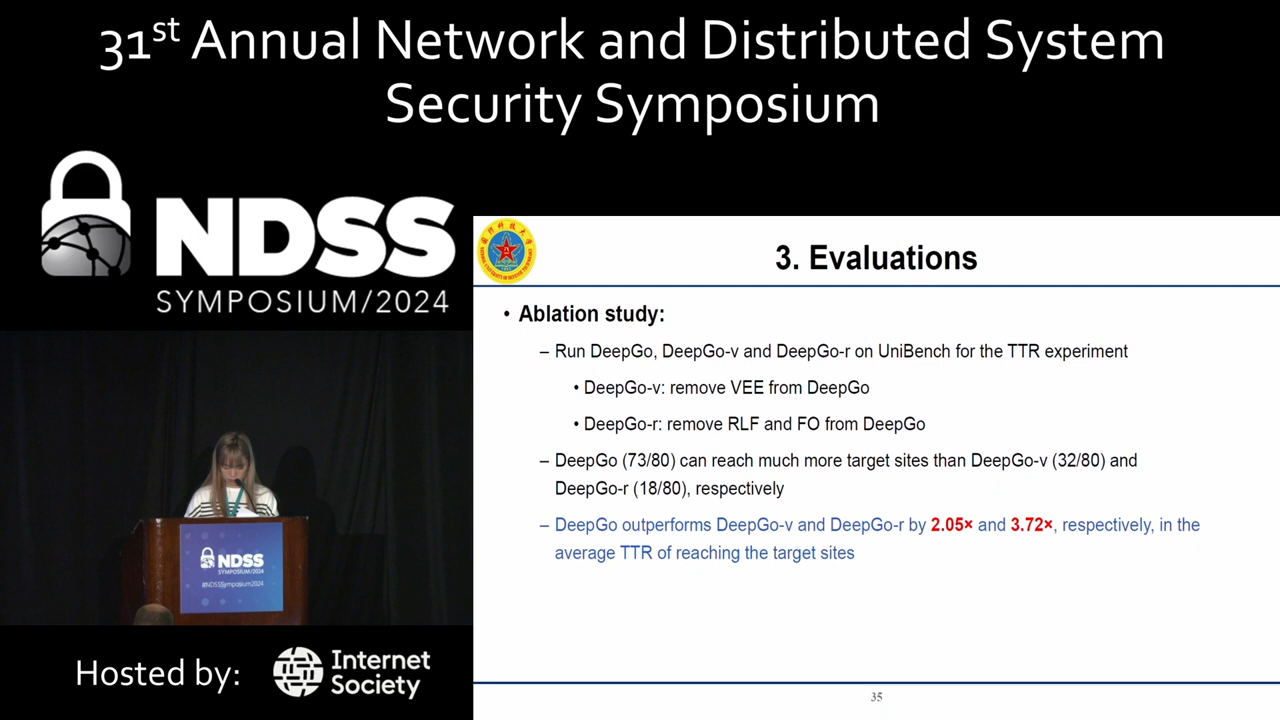 31st Annual Network and Distributed System
Security Symposium
NDSS
SYMPOSIUM/2024
3. Evaluations
• Ablation study:
– Run DeepGo, DeepGo-v and DeepGo-r on UniBench for the TTR experiment
• DeepGo-v: remove VEE from DeepGo
• DeepGo-r: remove RLF and FO from DeepGo
– DeepGo (73/80) can reach much more target sites than DeepGo-v (32/80) and
DeepGo-r (18/80), respectively
– DeepGo outperforms DeepGo-v and DeepGo-r by 2.05× and 3.72×, respectively, in the
average TTR of reaching the target sites
35
NDSS
SYMPOSIUM/2024
#NDSSSymposium2024
Hosted by:
Internet
Society